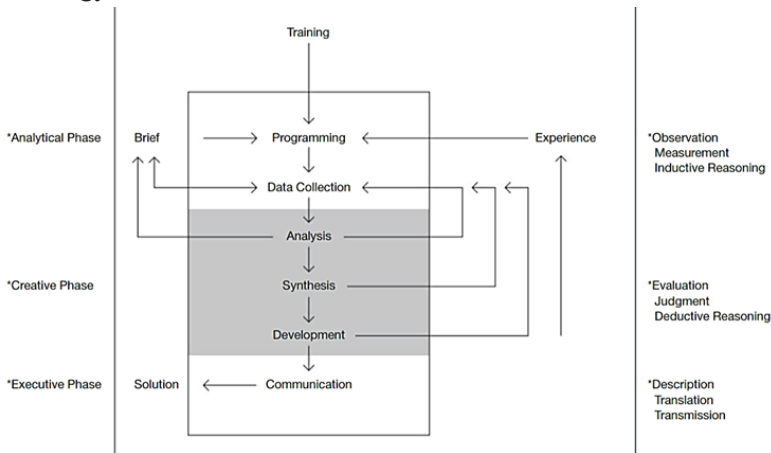 Training
*Analytical Phase
Brief
Programming
Experience
*Observation
Measurement
Inductive Reasoning
Data Collection
Analysis
*Creative Phase
Synthesis
*Evaluation
Judgment
Deductive Reasoning
Development
*Executive Phase
Solution
Communication
*Description
Translation
Transmission